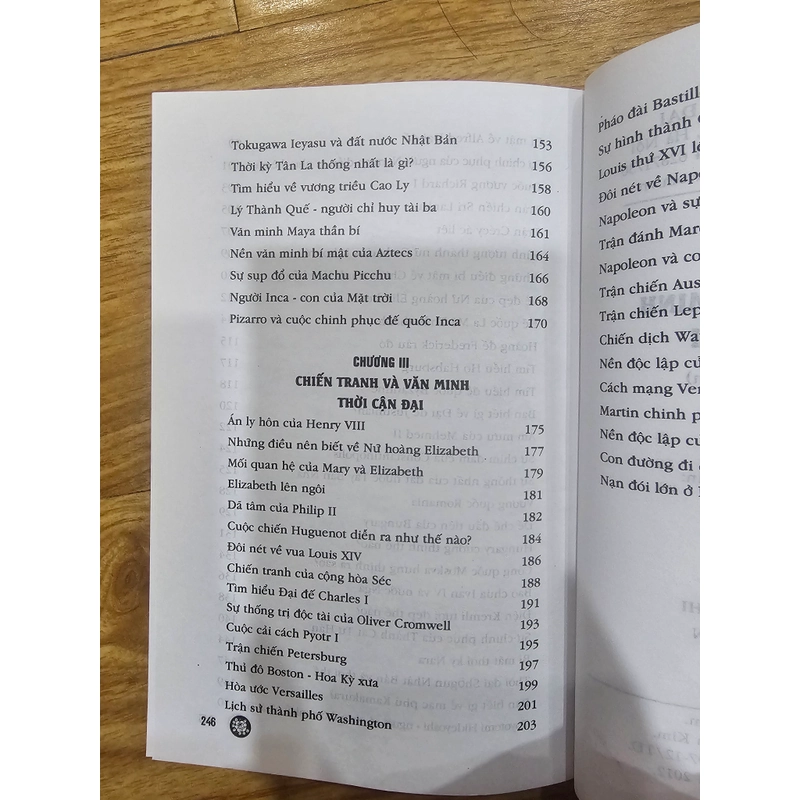 Tokugawa Ieyasu và đất nước Nhật Bản 153
Thời kỳ Tân La thống nhất là gì? 156
Tìm hiểu về vương triều Cao Ly 158
Lý Thành Quế - người chỉ huy tài ba 160
Văn minh Maya thần bí 161
Nền văn minh bí mật của Aztecs 164
Sự sụp đổ của Machu Picchu 166
Người Inca - con của Mặt trời 168
Pizarro và cuộc chinh phục đế quốc Inca 170
CHƯƠNG III
CHIẾN TRANH VÀ VĂN MINH
THỜI CẬN ĐẠI
Án ly hôn của Henry VIII 175
Những điều nên biết về Nữ hoàng Elizabeth 177
Mối quan hệ của Mary và Elizabeth 179
Elizabeth lên ngôi 181
Dã tâm của Philip II 182
Cuộc chiến Huguenot diễn ra như thế nào? 184
Đôi nét về vua Louis XIV 186
Chiến tranh của cộng hòa Séc 188
Tìm hiểu Đại đế Charles I 191
Sự thống trị độc tài của Oliver Cromwell 193
Cuộc cải cách Pyotr I 195
Trận chiến Petersburg 197
Thủ đô Boston - Hoa Kỳ xưa 199
Hòa ước Versailles 201
Lịch sử thành phố Washington 203
246
Pháo đài Bastill
Sự hình thành
Louis thứ XVI
Đôi nét về Napo
Napoleon và sự
Trận đánh Mar
Napoleon và co
Trận chiến Aus
Trận chiến Lep
Chiến dịch Wa
Nền độc lập củ
Cách mạng Ver
Martin chinh p
Nền độc lập cu
Con đường đi
Nạn đói lớn ở